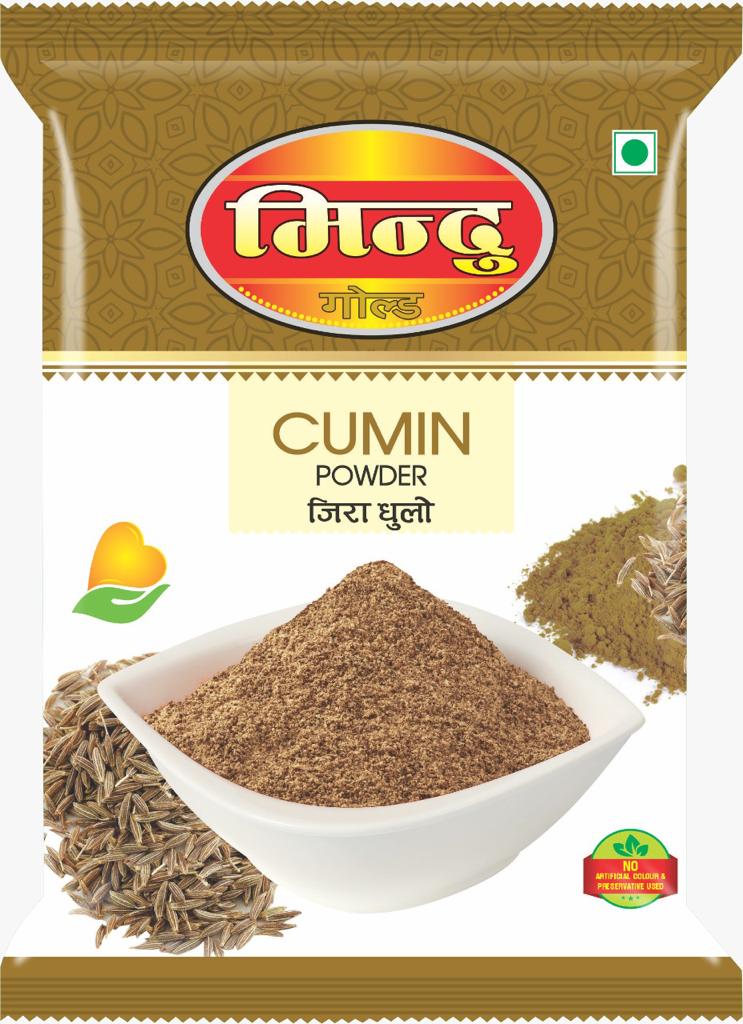 मिन्दु
गोल्ड
CUMIN
POWDER
जिरा धुलो
NO
ARTIFICIAL COLOUR &
PRESERVATIVE USED